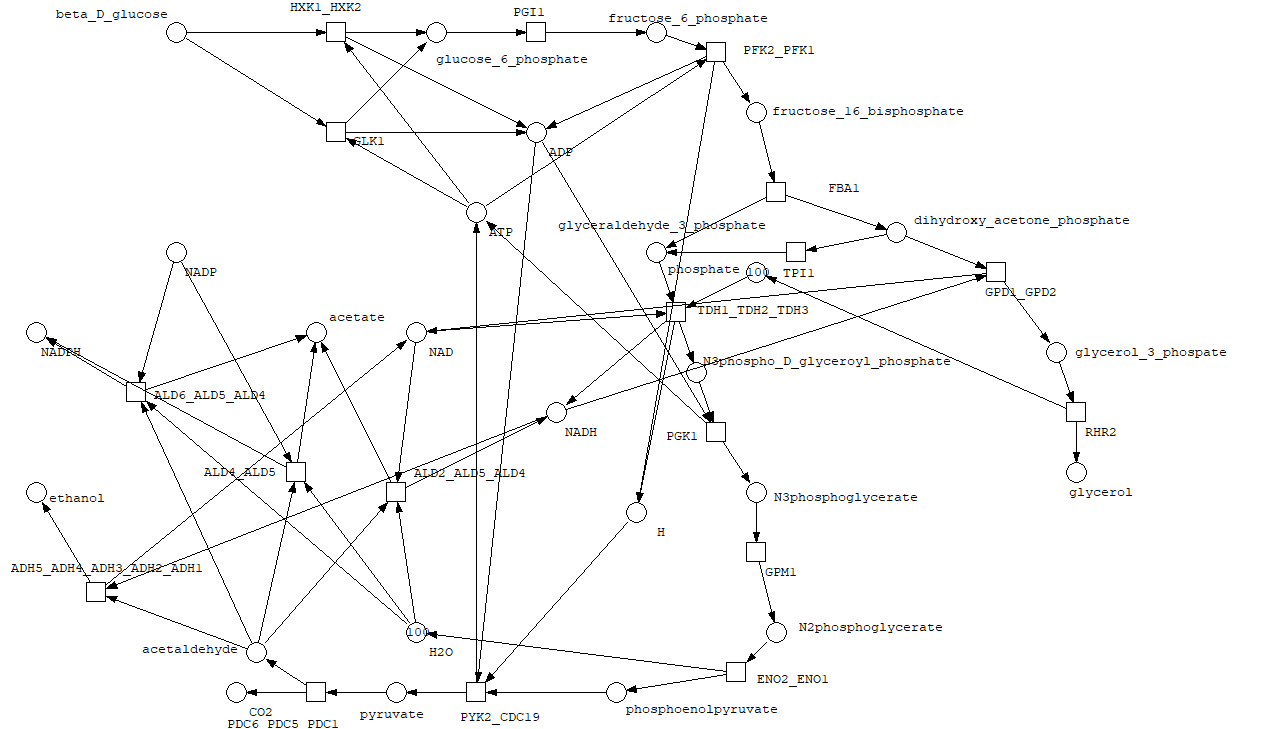 HXK1_HXK2
PGI1
beta_D_glucose
fructose_6_phosphate
PFK2_PFK1
glucose_6_phosphate
fructose_16_bisphosphate
GLK1
ADP
FBA1
dihydroxy_acetone_phosphate
glyceraldehyde_3_phosphate
ATP
NADP
phosphate
100
TPI1
GPD1_GPD2
acetate
TDH1_TDH2_TDH3
NADPH
NAD
glycerol_3_phospate
N3phospho_D_glyceroyl_phosphate
ALD6_ALD5_ALD4
NADH
PGK1
RHR2
ALD4_ALD5
ALD2_ALD5_ALD4
ethanol
N3phosphoglycerate
glycerol
H
ADH5_ADH4_ADH3_ADH2_ADH1
GPM1
100
N2phosphoglycerate
acetaldehyde
H2O
ENO2_ENO1
CO2
pyruvate
PYK2_CDC19
phosphoenolpyruvate
PDC6_PDC5_PDC1